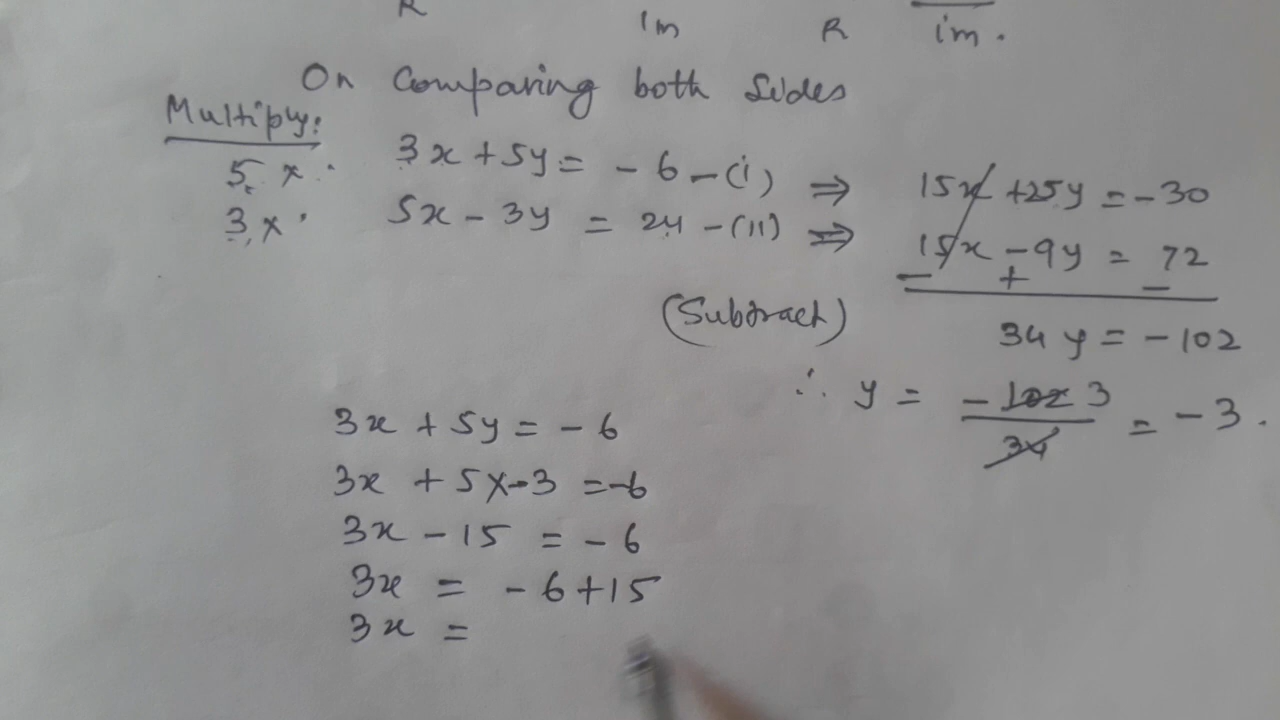 R Im R im.
On Comparing both Sides
Multiply:
5 x 3x + 5y = - 6 -(i) ⇒ 15x + 25y = - 30
3 x 5x - 3y = 24 -(11) ⇒ 15x - 9y = 72
- + -
(Subtract) 34 y = - 102
∴ y = - 102 3 / 34 = - 3.
3x + 5y = - 6
3x + 5 x - 3 = - 6
3x - 15 = - 6
3x = - 6 + 15
3x =